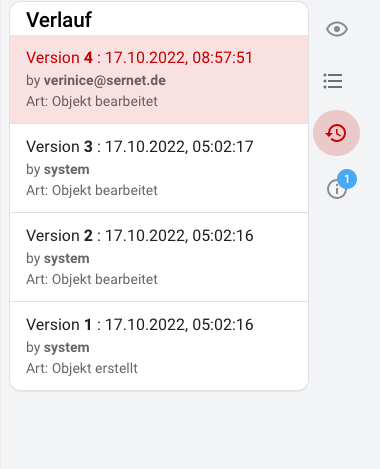 Verlauf
Version 4 : 17.10.2022, 08:57:51
by verinice@sernet.de
Art: Objekt bearbeitet
Version 3 : 17.10.2022, 05:02:17
by system
Art: Objekt bearbeitet
Version 2 : 17.10.2022, 05:02:16
by system
Art: Objekt bearbeitet
Version 1 : 17.10.2022, 05:02:16
by system
Art: Objekt erstellt
1